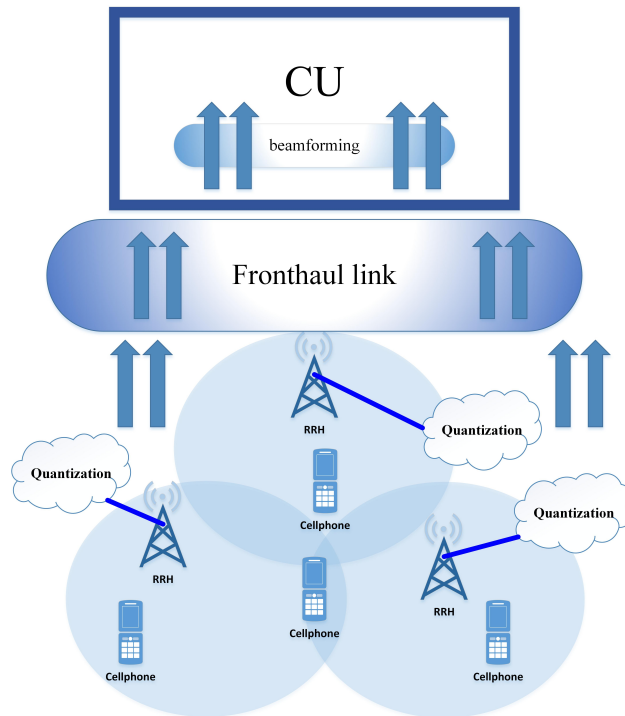 CU
beamforming
Fronthaul link
RRH
Quantization
Quantization
Cellphone
Quantization
RRH
RRH
Cellphone
Cellphone
Cellphone